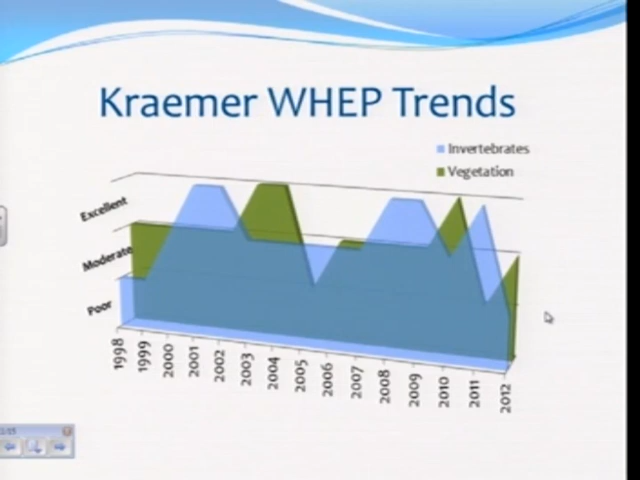 Kraemer WHEP Trends
Invertebrates
Vegetation
Excellent
Moderate
Poor
1998
1999
2000
2001
2002
2003
2004
2005
2006
2007
2008
2009
2010
2011
2012